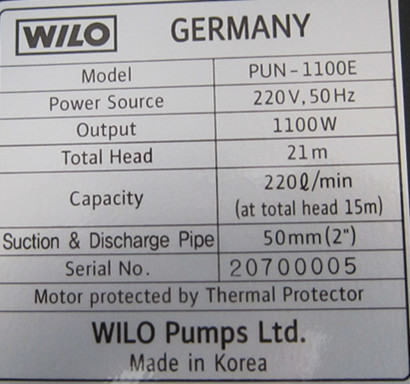 WILO GERMANY
Model PUN-1100E
Power Source 220V, 50Hz
Output 1100W
Total Head 21m
Capacity 220ℓ/min
(at total head 15m)
Suction & Discharge Pipe 50mm(2")
Serial No. 20700005
Motor protected by Thermal Protector
WILO Pumps Ltd.
Made in Korea